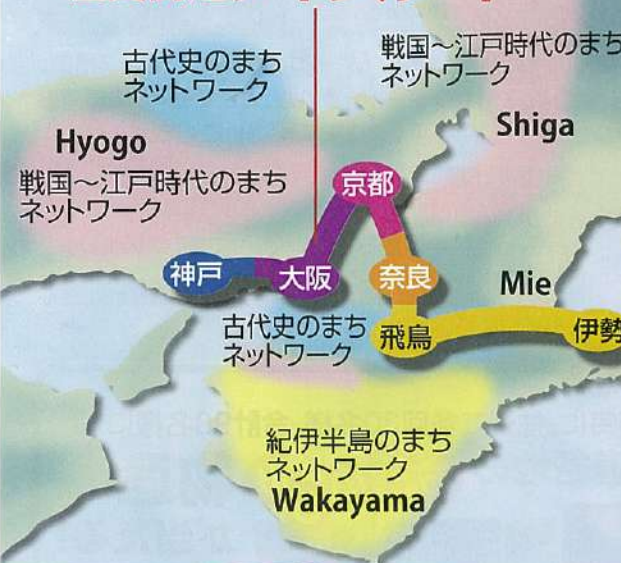 古代史のまち
ネットワーク
戦国～江戸時代のまち
ネットワーク
Hyogo
Shiga
戦国～江戸時代のまち
ネットワーク
京都
神戸
大阪
奈良
Mie
古代史のまち
ネットワーク
飛鳥
伊勢
紀伊半島のまち
ネットワーク
Wakayama